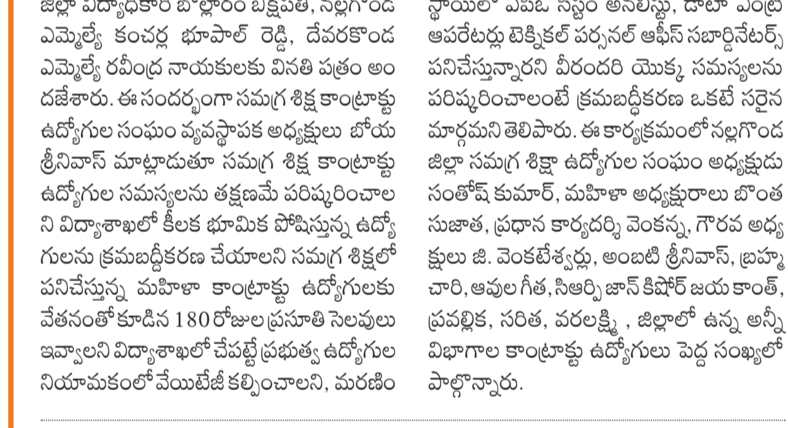 జిల్లా విద్యాధికారి బొల్లారం బిక్షపతి, నల్లగొండ
ఎమ్మెల్యే కంచర్ల భూపాల్ రెడ్డి, దేవరకొండ
ఎమ్మెల్యే రవీంద్ర నాయకులకు వినతి పత్రం అం
దజేశారు. ఈ సందర్భంగా సమగ్ర శిక్ష కాంట్రాక్టు
ఉద్యోగుల సంఘం వ్యవస్థాపక అధ్యక్షులు బోయ
శ్రీనివాస్ మాట్లాడుతూ సమగ్ర శిక్ష కాంట్రాక్టు
ఉద్యోగుల సమస్యలను తక్షణమే పరిష్కరించాల
ని విద్యాశాఖలో కీలక భూమిక పోషిస్తున్న ఉద్యో
గులను క్రమబద్దీకరణ చేయాలని సమగ్ర శిక్షలో
పనిచేస్తున్న మహిళా కాంట్రాక్టు ఉద్యోగులకు
వేతనంతో కూడిన 180 రోజుల ప్రసూతి సెలవులు
ఇవ్వాలని విద్యాశాఖలో చేపట్టే ప్రభుత్వ ఉద్యోగుల
నియామకంలో వేయిటేజీ కల్పించాలని, మరణిం
స్థాయిలో ఎపిఓ సిస్టం అనలిస్టు, డాటా ఎంట్రి
ఆపరేటర్లు టెక్నికల్ పర్సనల్ ఆఫీస్ సబార్డినేటర్స్
పనిచేస్తున్నారని వీరందరి యొక్క సమస్యలను
పరిష్కరించాలంటే క్రమబద్ధీకరణ ఒకటే సరైన
మార్గమని తెలిపారు. ఈ కార్యక్రమంలో నల్లగొండ
జిల్లా సమగ్ర శిక్షా ఉద్యోగుల సంఘం అధ్యక్షుడు
సంతోష్ కుమార్, మహిళా అధ్యక్షురాలు బొంత
సుజాత, ప్రధాన కార్యదర్శి వెంకన్న, గౌరవ అధ్య
క్షులు జి. వెంకటేశ్వర్లు, అంబటి శ్రీనివాస్, బ్రహ్మ
చారి, ఆవుల గీత, సిఆర్పి జాన్ కిషోర్ జయ కాంత్,
ప్రవల్లిక, సరిత, వరలక్ష్మి , జిల్లాలో ఉన్న అన్నీ
విభాగాల కాంట్రాక్టు ఉద్యోగులు పెద్ద సంఖ్యలో
పాల్గొన్నారు.